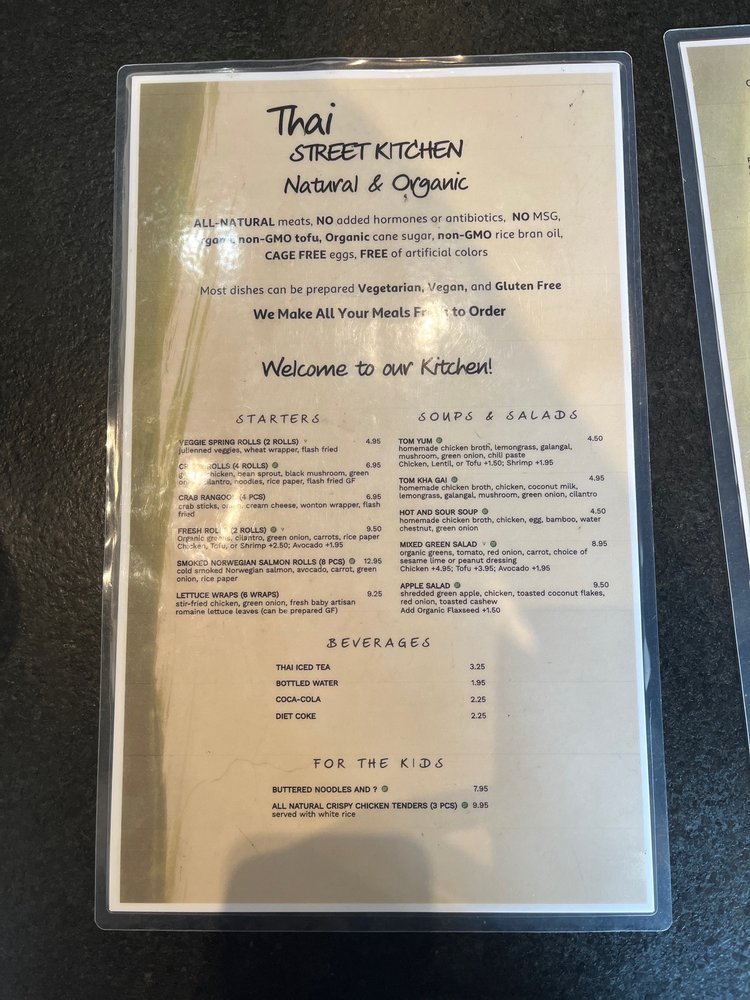 Thai
STREET KITCHEN
Natural & Organic
ALL-NATURAL meats, NO added hormones or antibiotics, NO MSG,
non-GMO tofu, Organic cane sugar, non-GMO rice bran oil,
CAGE FREE eggs, FREE of artificial colors
Most dishes can be prepared Vegetarian, Vegan, and Gluten Free
We Make All Your Meals to Order
Welcome to our Kitchen!
STARTERS
VEGGIE SPRING ROLLS (2 ROLLS) V 4.95
julienned veggies, wheat wrapper, flash fried
ROLLS (4 ROLLS) 6.95
chicken, bean sprout, black mushroom, green
cilantro, noodles, rice paper, flash fried GF
CRAB RANGOON (4 PCS) 6.95
crab sticks, cream cheese, wonton wrapper, flash
fried
FRESH ROLLS (2 ROLLS) V 9.50
Organic greens, cilantro, green onion, carrots, rice paper
Chicken, Tofu, or Shrimp +2.50; Avocado +1.95
SMOKED NORWEGIAN SALMON ROLLS (8 PCS) 12.95
cold smoked Norwegian salmon, avocado, carrot, green
onion, rice paper
LETTUCE WRAPS (6 WRAPS) 9.25
stir-fried chicken, green onion, fresh baby artisan
romaine lettuce leaves (can be prepared GF)
SOUPS & SALADS
TOM YUM 4.50
homemade chicken broth, lemongrass, galangal,
mushroom, green onion, chili paste
Chicken, Lentil, or Tofu +1.50; Shrimp +1.95
TOM KHA GAI 4.95
homemade chicken broth, chicken, coconut milk,
lemongrass, galangal, mushroom, green onion, cilantro
HOT AND SOUR SOUP 4.50
homemade chicken broth, chicken, egg, bamboo, water
chestnut, green onion
MIXED GREEN SALAD V 8.95
organic greens, tomato, red onion, carrot, choice of
sesame lime or peanut dressing
Chicken +4.95; Tofu +3.95; Avocado +1.95
APPLE SALAD 9.50
shredded green apple, chicken, toasted coconut flakes,
red onion, toasted cashew
Add Organic Flaxseed +1.50
BEVERAGES
THAI ICED TEA 3.25
BOTTLED WATER 1.95
COCA-COLA 2.25
DIET COKE 2.25
FOR THE KIDS
BUTTERED NOODLES AND ? 7.95
ALL NATURAL CRISPY CHICKEN TENDERS (3 PCS) 9.95
served with white rice